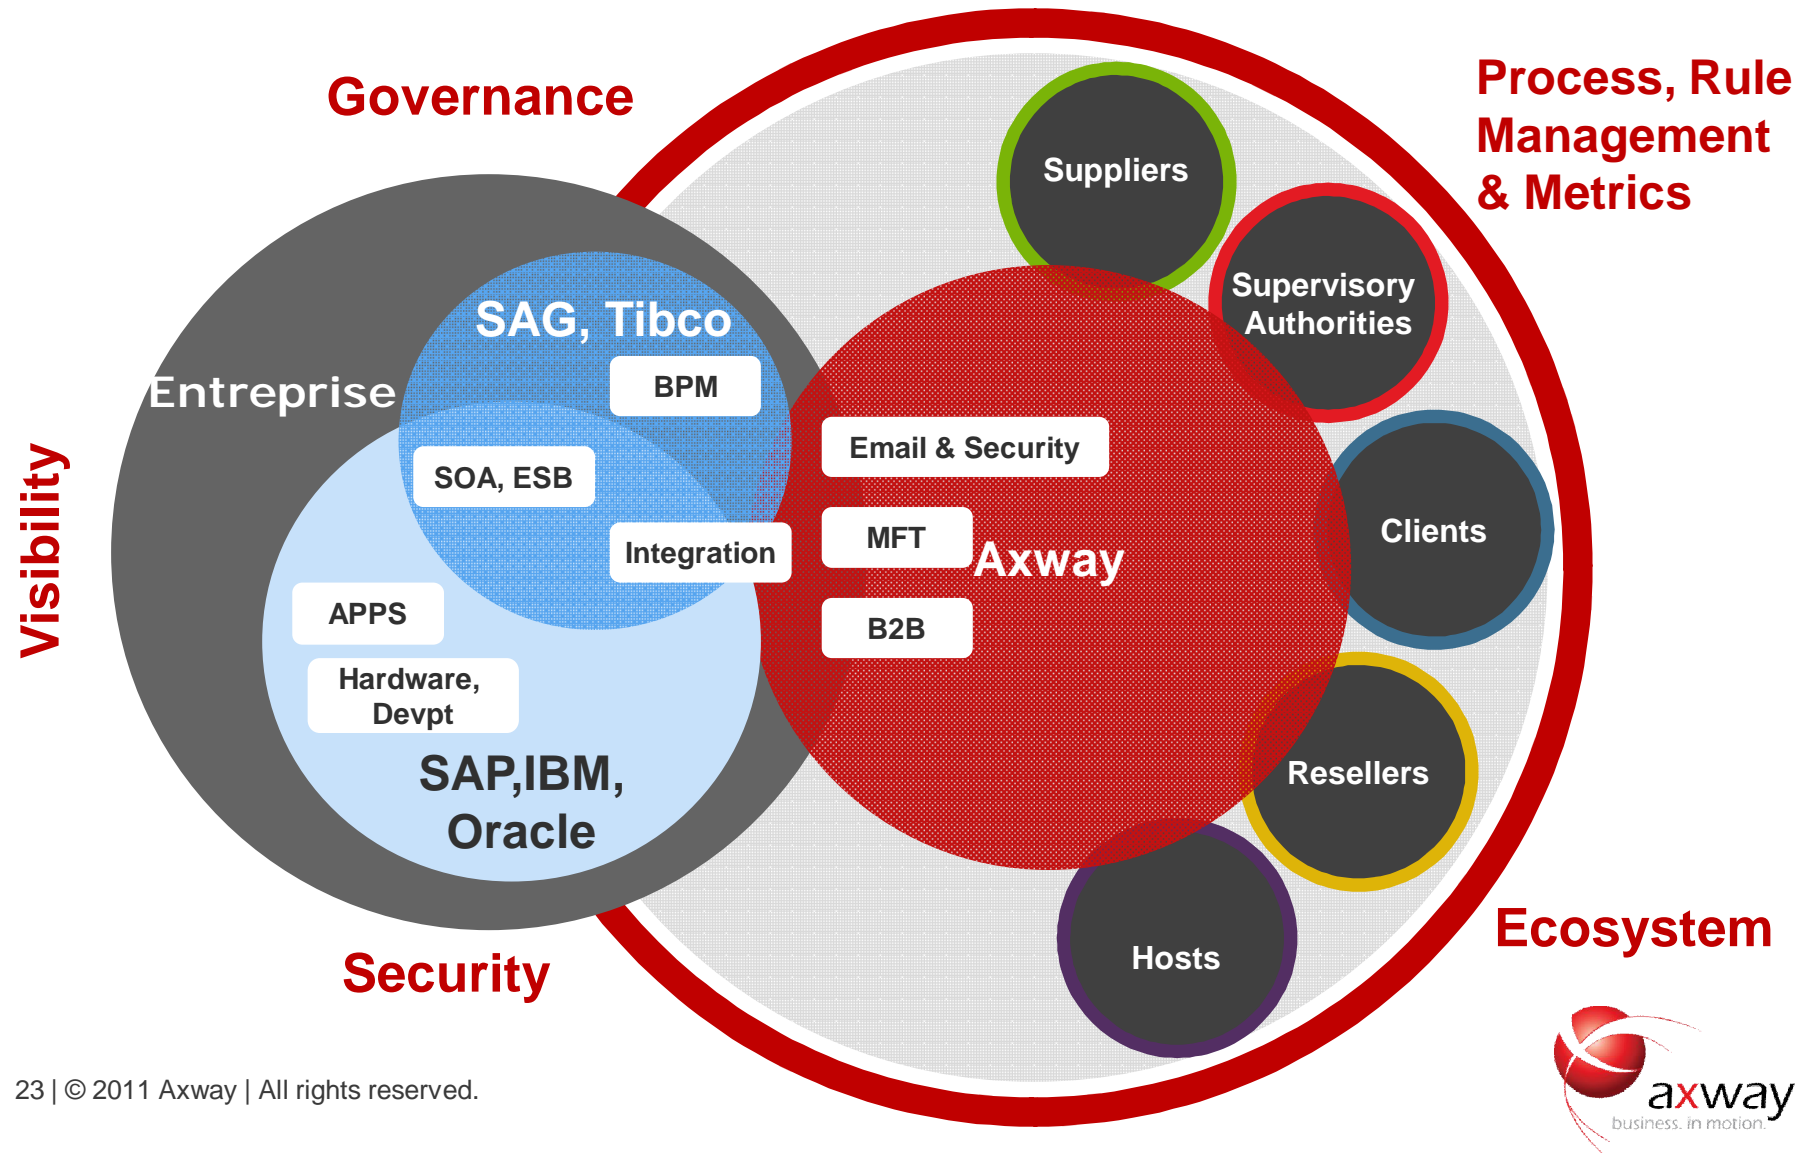 Governance
Process, Rule
Management
& Metrics
Suppliers
Supervisory
Authorities
SAG, Tibco
BPM
Entreprise
Email & Security
SOA, ESB
Visibility
MFT
Axway
Clients
Integration
APPS
B2B
Hardware,
Devpt
SAP,IBM,
Oracle
Resellers
Hosts
Ecosystem
Security
23 | © 2011 Axway | All rights reserved.
axway
business. in motion.